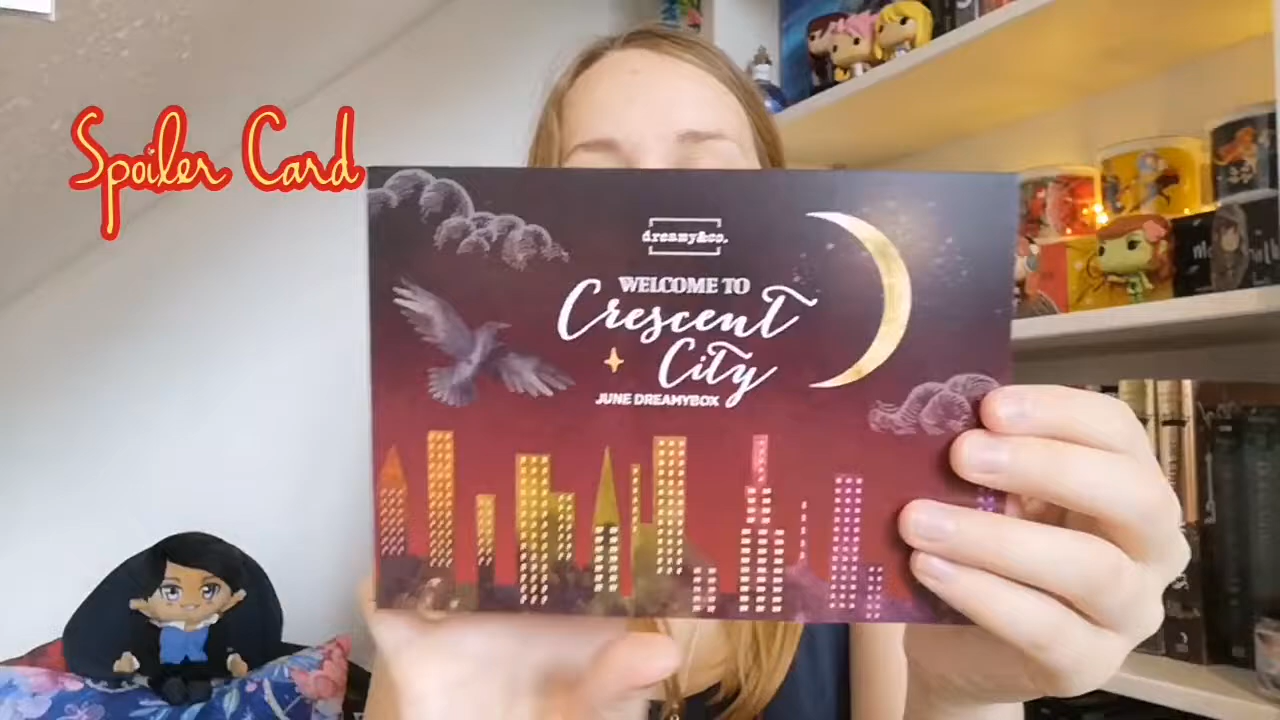 Spoiler Card
dreamy&co.
WELCOME TO
Crescent
City
JUNE DREAMYBOX